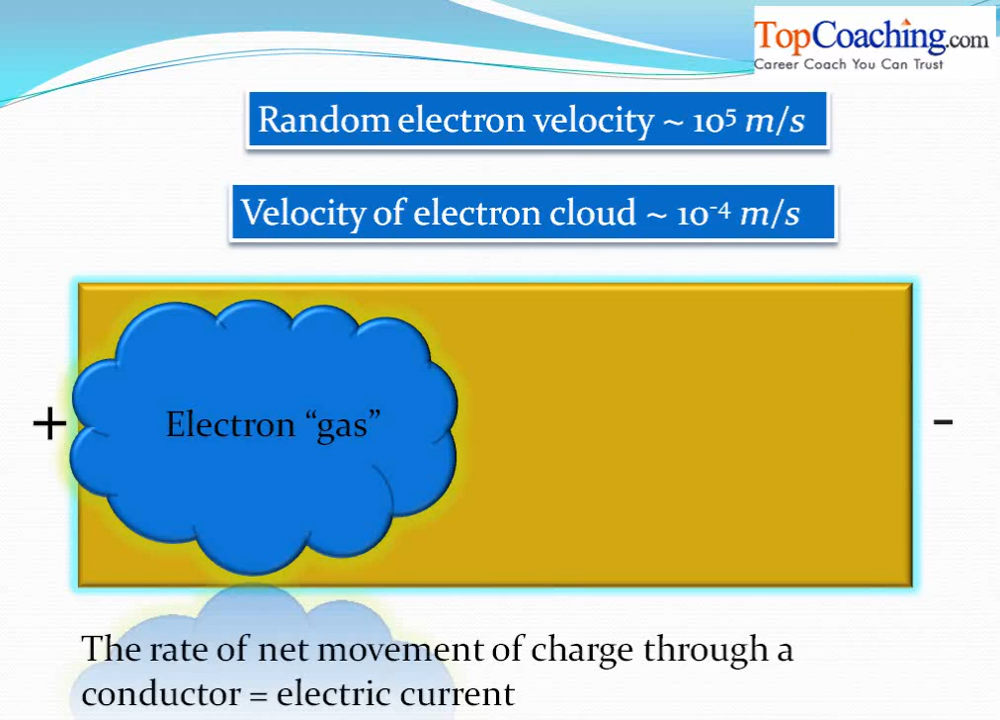 TopCoaching.com
Career Coach You Can Trust
Random electron velocity ~ 10⁵ m/s
Velocity of electron cloud ~ 10⁻⁴ m/s
Electron “gas”
+ -
The rate of net movement of charge through a
conductor = electric current